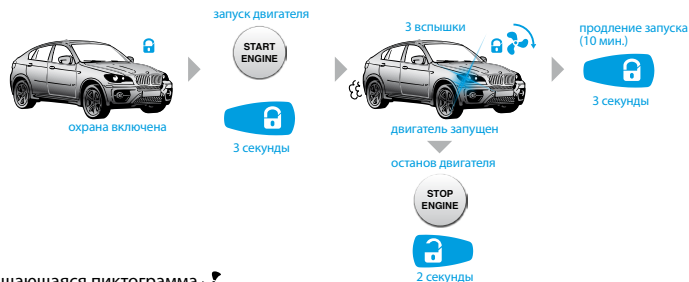 запуск двигателя
START
ENGINE
3 секунды
охрана включена
3 вспышки
двигатель запущен
продление запуска
(10 мин.)
3 секунды
останов двигателя
STOP
ENGINE
2 секунды
пиктограмма